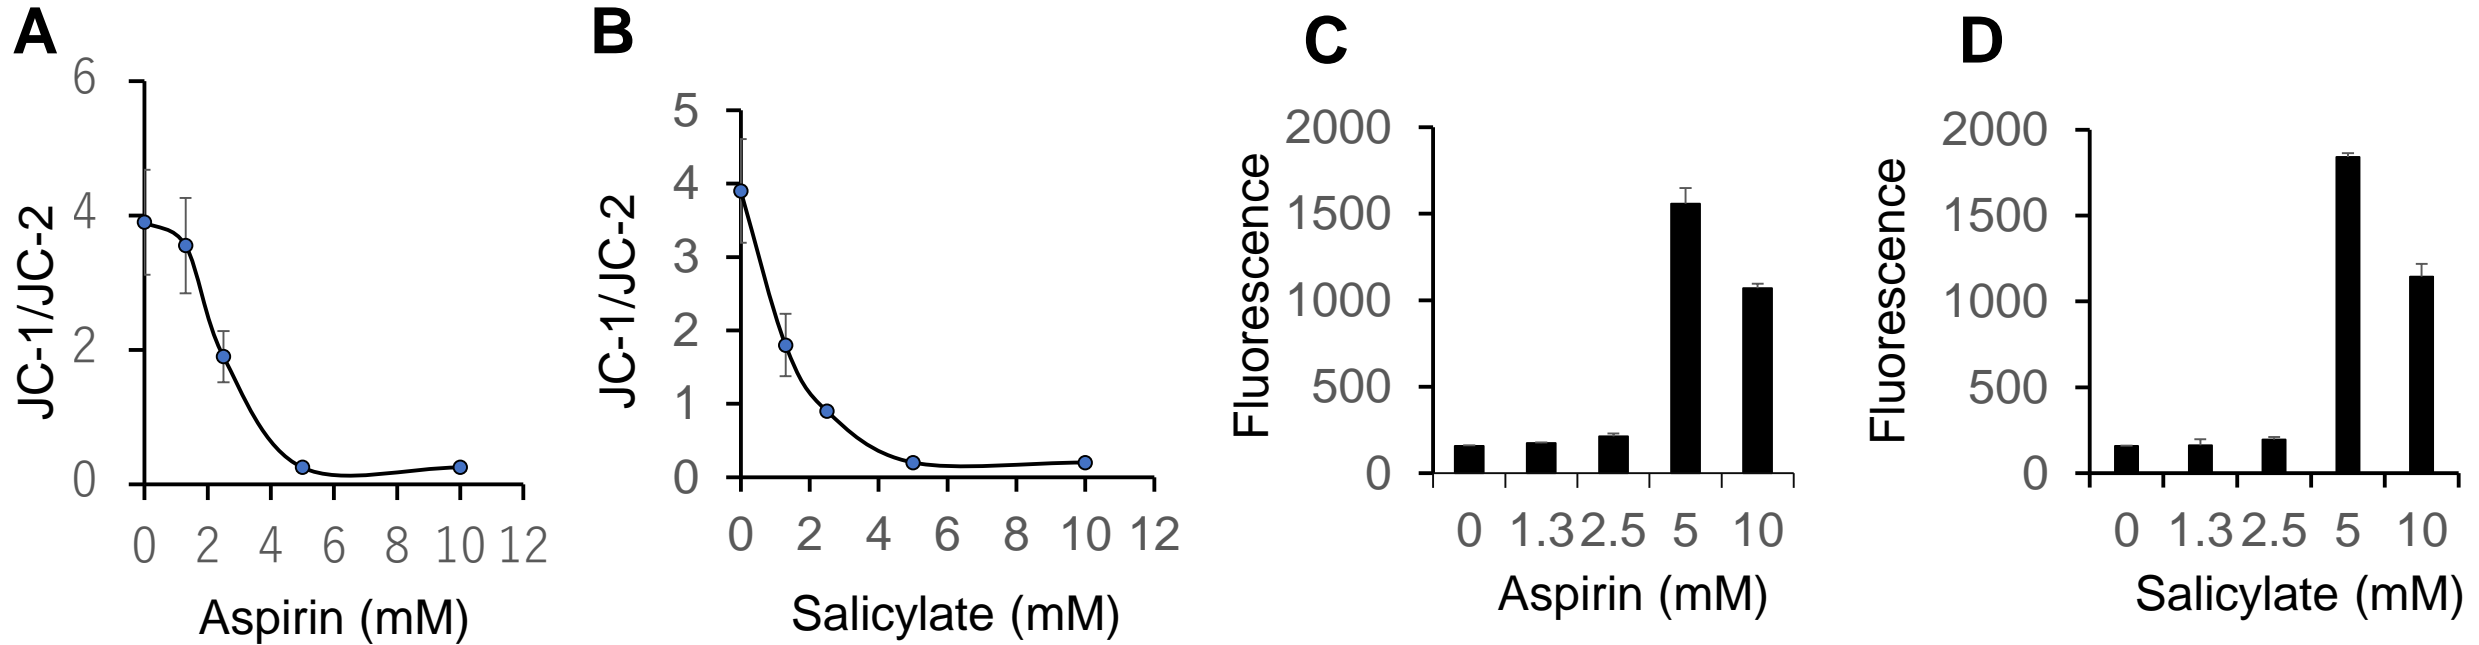 A
JC-1/JC-2
6
4
2
0
0 2 4 6 8 10 12
Aspirin (mM)
B
JC-1/JC-2
5
4
3
2
1
0
0 2 4 6 8 10 12
Salicylate (mM)
C
Fluorescence
2000
1500
1000
500
0
0 1.3 2.5 5 10
Aspirin (mM)
D
Fluorescence
2000
1500
1000
500
0
0 1.3 2.5 5 10
Salicylate (mM)